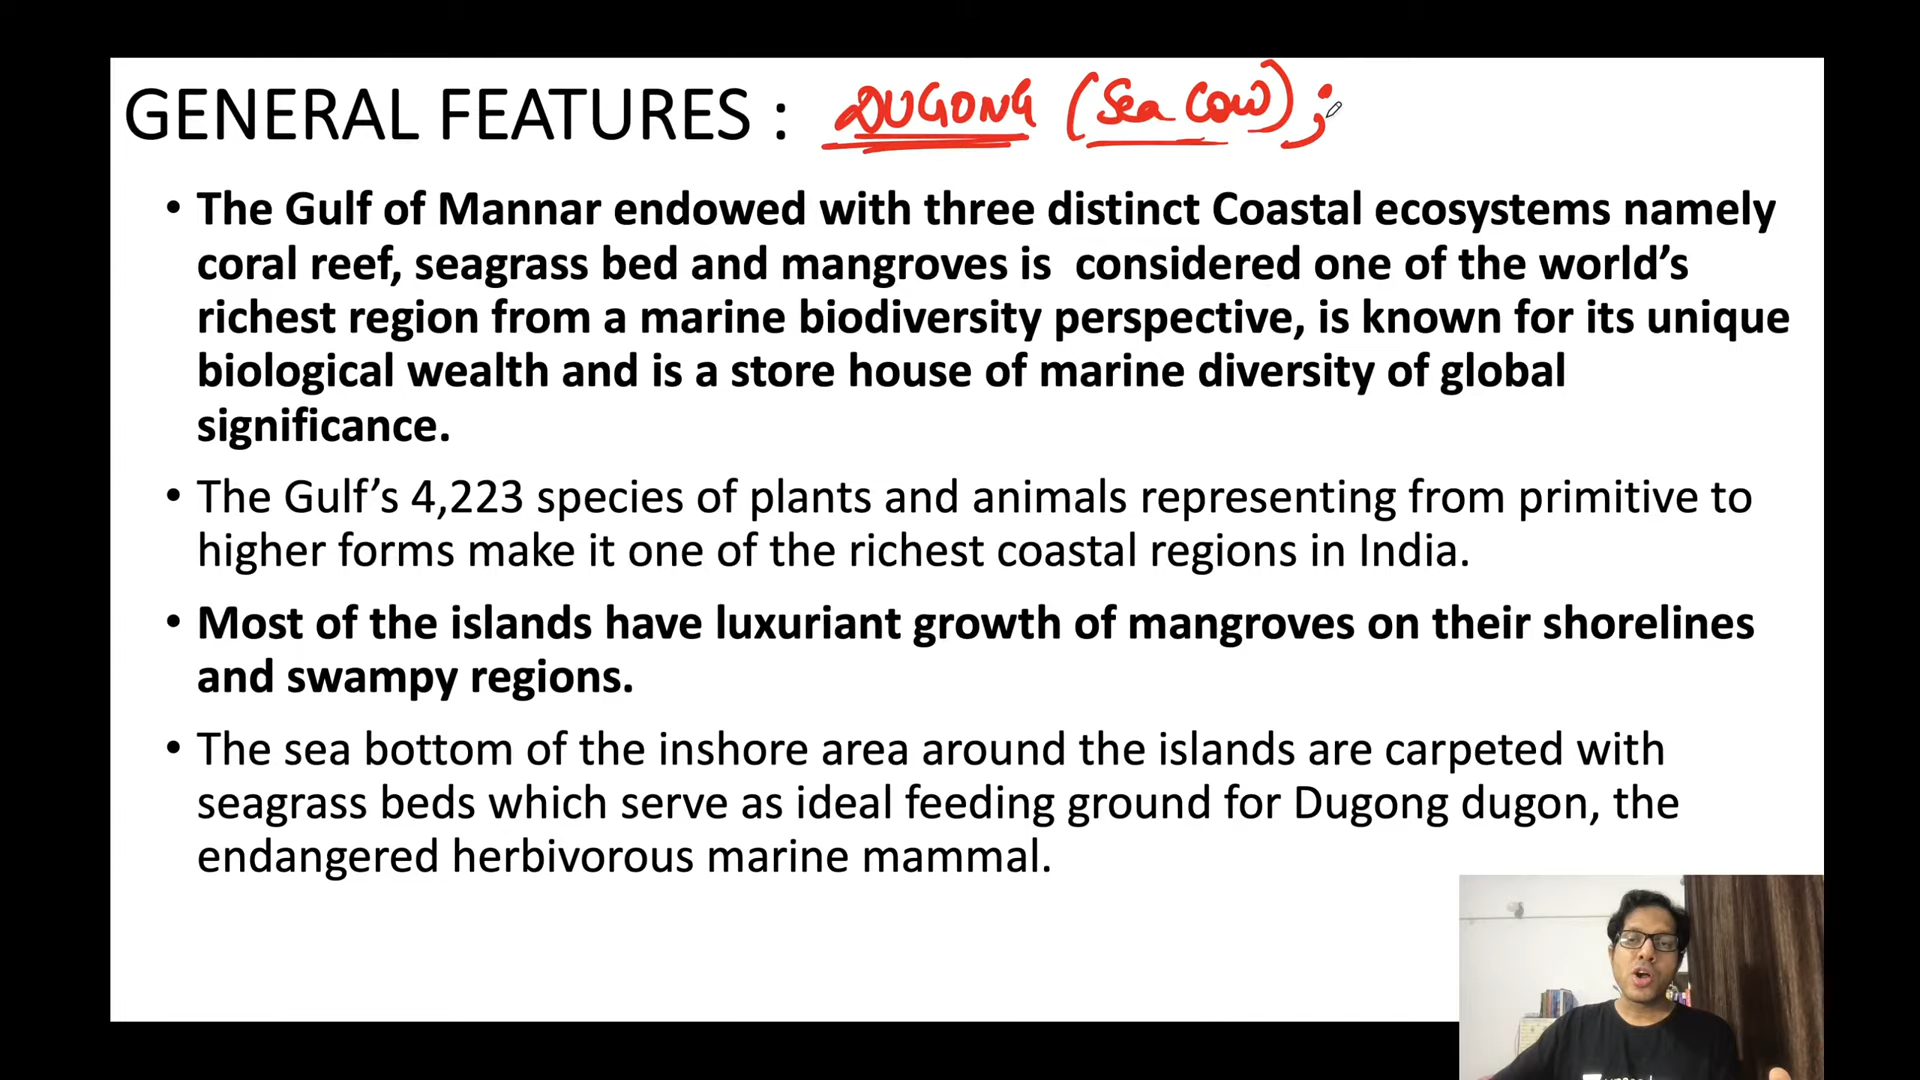 GENERAL FEATURES : DUGONG (Sea Cow) ;
• The Gulf of Mannar endowed with three distinct Coastal ecosystems namely
coral reef, seagrass bed and mangroves is considered one of the world’s
richest region from a marine biodiversity perspective, is known for its unique
biological wealth and is a store house of marine diversity of global
significance.
• The Gulf’s 4,223 species of plants and animals representing from primitive to
higher forms make it one of the richest coastal regions in India.
• Most of the islands have luxuriant growth of mangroves on their shorelines
and swampy regions.
• The sea bottom of the inshore area around the islands are carpeted with
seagrass beds which serve as ideal feeding ground for Dugong dugon, the
endangered herbivorous marine mammal.